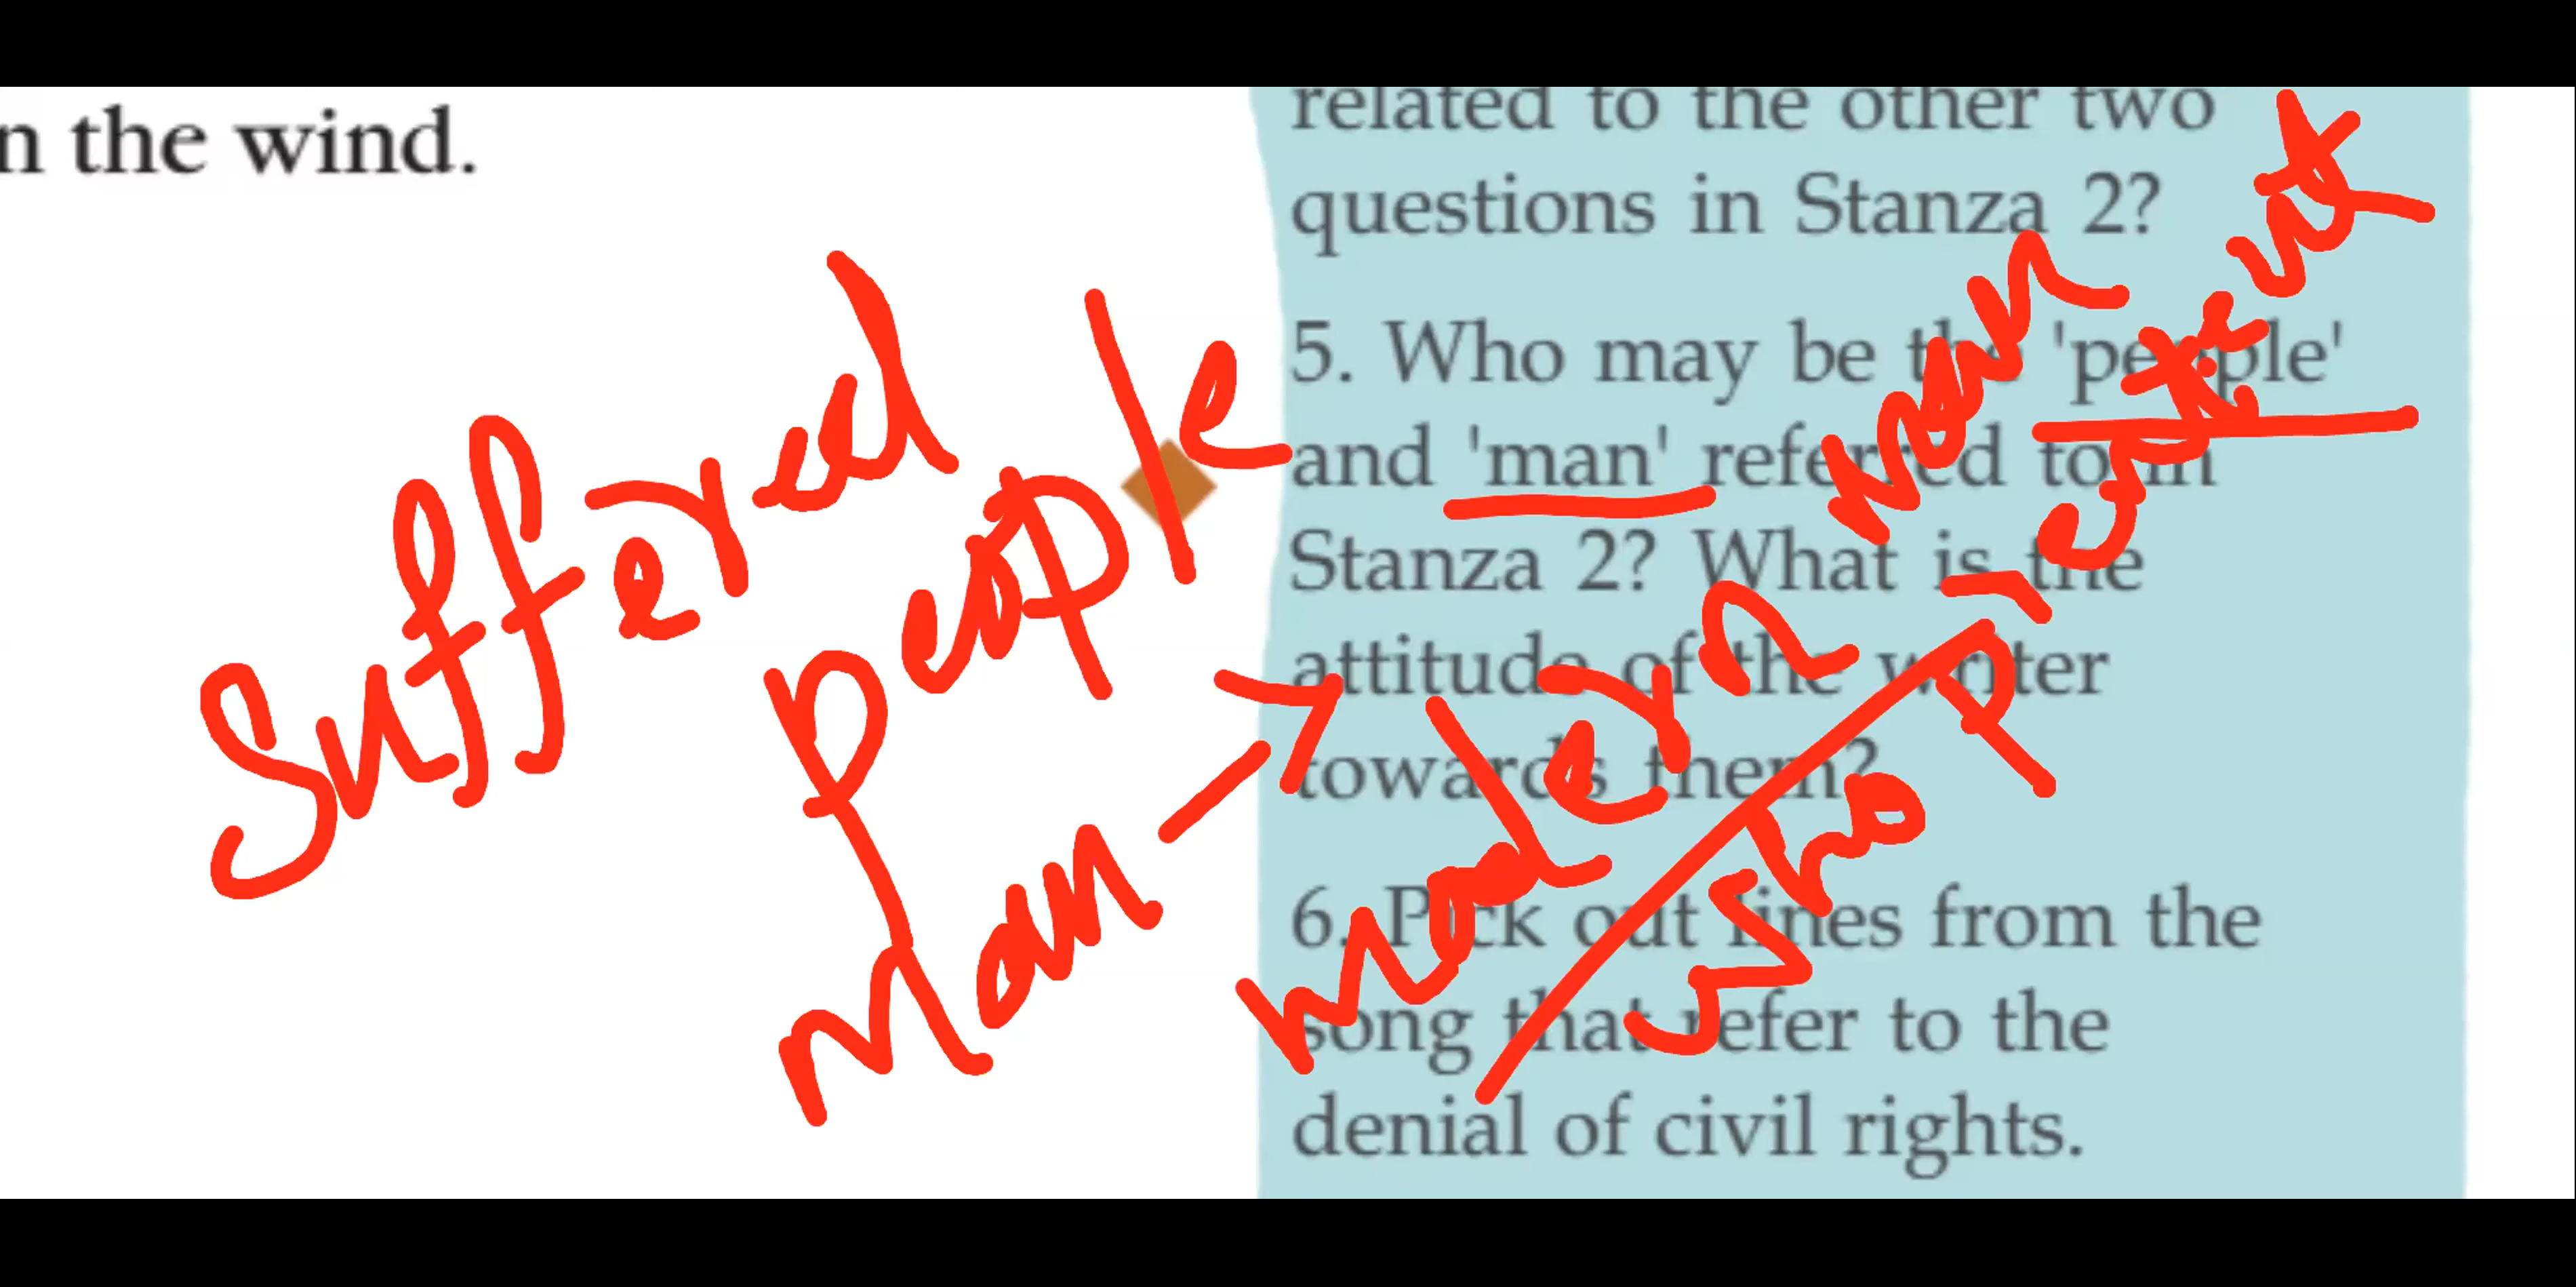 n the wind.
related to the other two
questions in Stanza 2?
5. Who may be the 'people'
and 'man' referred to in
Stanza 2? What is the
attitude of the writer
towards them?
6. Pick out lines from the
song that refer to the
denial of civil rights.
Suffered
people
Man → modern man
who